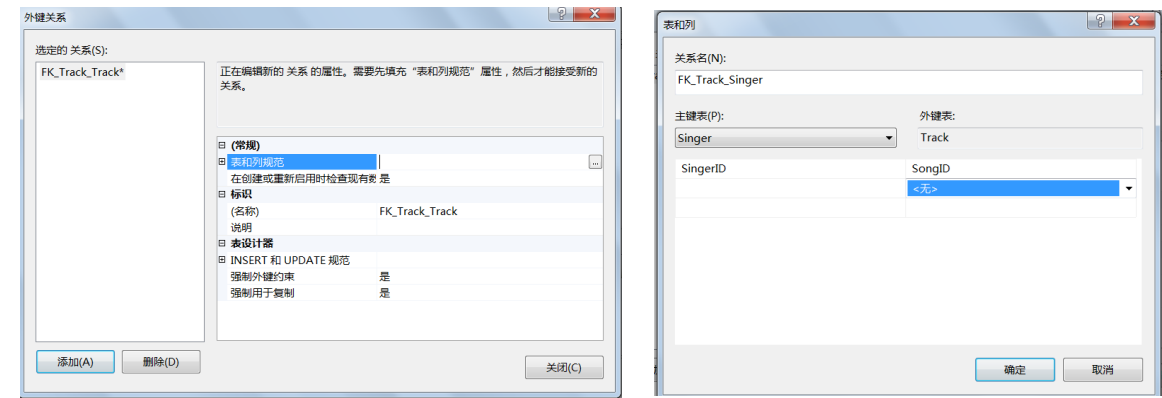 外键关系
选定的 关系(S):
FK_Track_Track*
正在编辑新的 关系 的属性。需要先填充“表和列规范”属性，然后才能接受新的
关系。
(常规)
表和列规范
在创建或重新启用时检查现有数 是
标识
(名称) FK_Track_Track
说明
表设计器
INSERT 和 UPDATE 规范
强制外键约束 是
强制用于复制 是
添加(A) 删除(D)
关闭(C)
表和列
关系名(N):
FK_Track_Singer
主键表(P): 外键表:
Singer Track
SingerID SongID
<无>
确定 取消